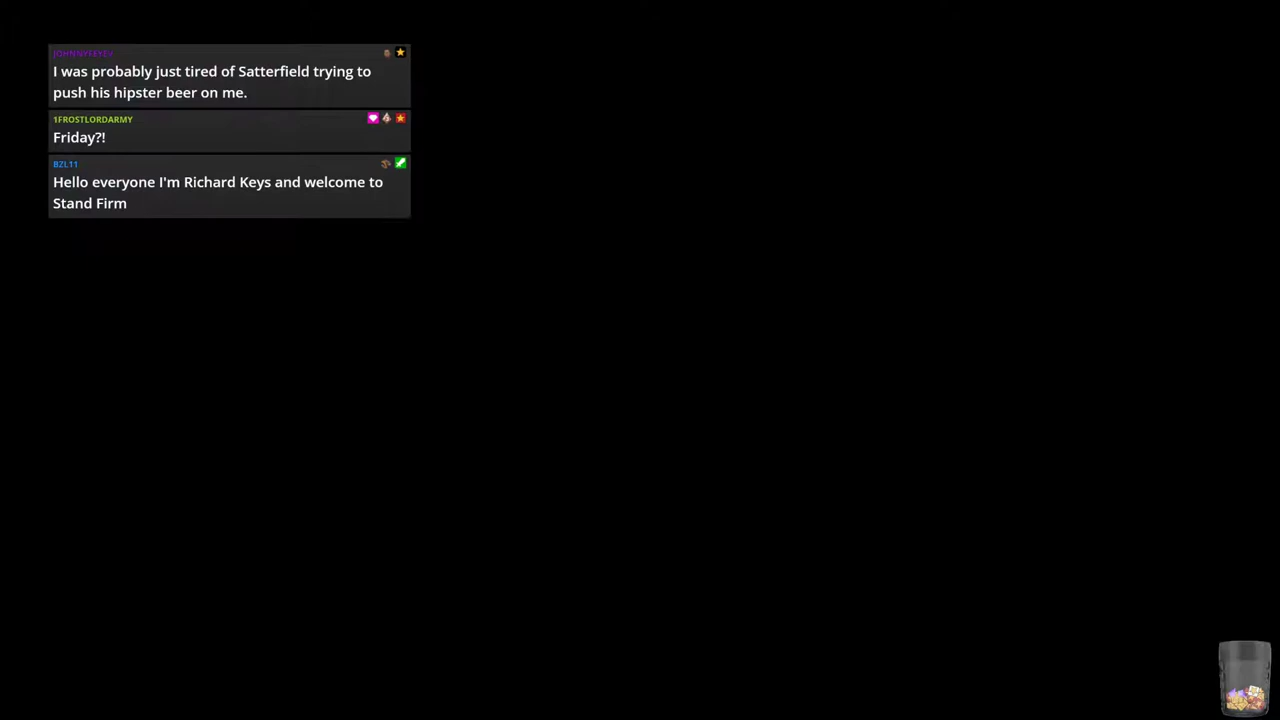 JOHNNYFEVEV
I was probably just tired of Satterfield trying to
push his hipster beer on me.
1FROSTLORDARMY
Friday?!
BZL11
Hello everyone I'm Richard Keys and welcome to
Stand Firm